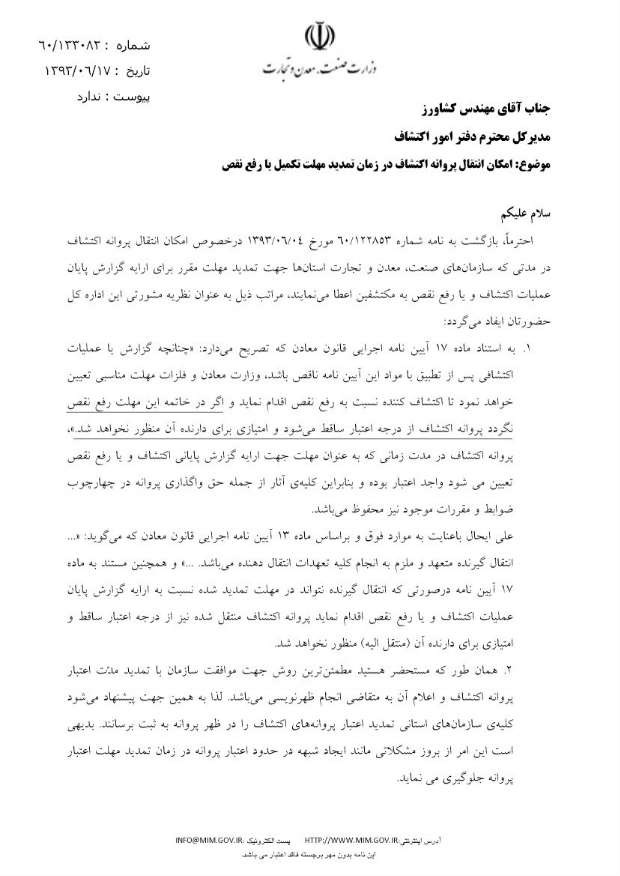 شماره : ۶۰/۱۳۳۰۸۳
تاریخ : ۱۳۹۳/۰۶/۱۷
پیوست : ندارد
وزارت صنعت، معدن و تجارت
جناب آقای مهندس کشاورز
مدیرکل محترم دفتر امور اکتشاف
موضوع: امکان انتقال پروانه اکتشاف در زمان تمدید مهلت تکمیل یا رفع نقص
سلام علیکم
احتراماً، بازگشت به نامه شماره ۶۰/۱۲۲۸۵۳ مورخ ۱۳۹۳/۰۶/۰۴ درخصوص امکان انتقال پروانه اکتشاف
در مدتی که سازمان‌های صنعت، معدن و تجارت استان‌ها جهت تمدید مهلت مقرر برای ارایه گزارش پایان
عملیات اکتشاف و یا رفع نقص به مکتشفین اعطا می‌نمایند، مراتب ذیل به عنوان نظریه مشورتی این اداره کل
حضورتان ایفاد می‌گردد:
۱. به استناد ماده ۱۷ آیین نامه اجرایی قانون معادن که تصریح می‌دارد: «چنانچه گزارش یا عملیات
اکتشافی پس از تطبیق با مواد این آیین نامه ناقص باشد، وزارت معادن و فلزات مهلت مناسبی تعیین
خواهد نمود تا اکتشاف کننده نسبت به رفع نقص اقدام نماید و اگر در خاتمه این مهلت رفع نقص
نگردد پروانه اکتشاف از درجه اعتبار ساقط می‌شود و امتیازی برای دارنده آن منظور نخواهد شد.»،
پروانه اکتشاف در مدت زمانی که به عنوان مهلت جهت ارایه گزارش پایانی اکتشاف و یا رفع نقص
تعیین می شود واجد اعتبار بوده و بنابراین کلیه‌ی آثار از جمله حق واگذاری پروانه در چهارچوب
ضوابط و مقررات موجود نیز محفوظ می‌باشد.
علی ایحال باعنایت به موارد فوق و براساس ماده ۱۳ آیین نامه اجرایی قانون معادن که می‌گوید: «...
انتقال گیرنده متعهد و ملزم به انجام کلیه تعهدات انتقال دهنده می‌باشد. ...» و همچنین مستند به ماده
۱۷ آیین نامه درصورتی که انتقال گیرنده نتواند در مهلت تمدید شده نسبت به ارایه گزارش پایان
عملیات اکتشاف و یا رفع نقص اقدام نماید پروانه اکتشاف منتقل شده نیز از درجه اعتبار ساقط و
امتیازی برای دارنده آن (منتقل الیه) منظور نخواهد شد.
۲. همان طور که مستحضر هستید مطمئن‌ترین روش جهت موافقت سازمان با تمدید مدت اعتبار
پروانه اکتشاف و اعلام آن به متقاضی انجام ظهرنویسی می‌باشد. لذا به همین جهت پیشنهاد می‌شود
کلیه‌ی سازمان‌های استانی تمدید اعتبار پروانه‌های اکتشاف را در ظهر پروانه به ثبت برسانند. بدیهی
است این امر از بروز مشکلاتی مانند ایجاد شبهه در حدود اعتبار پروانه در زمان تمدید مهلت اعتبار
پروانه جلوگیری می نماید.
آدرس اینترنتی:HTTP://WWW.MIM.GOV.IR پست الکترونیک :INFO@MIM.GOV.IR
این نامه بدون مهر برجسته فاقد اعتبار می باشد